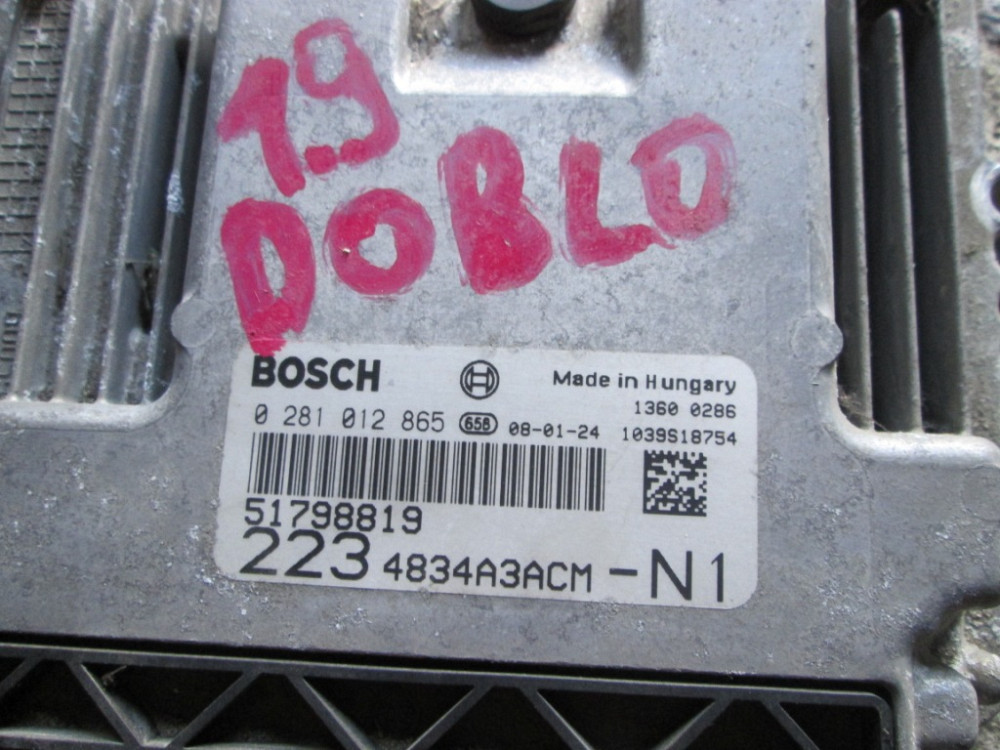 1.9
DOBLO
BOSCH
Made in Hungary
1360 0286
0 281 012 865 658 08-01-24 1039S18754
51798819
223 4834A3ACM -N1